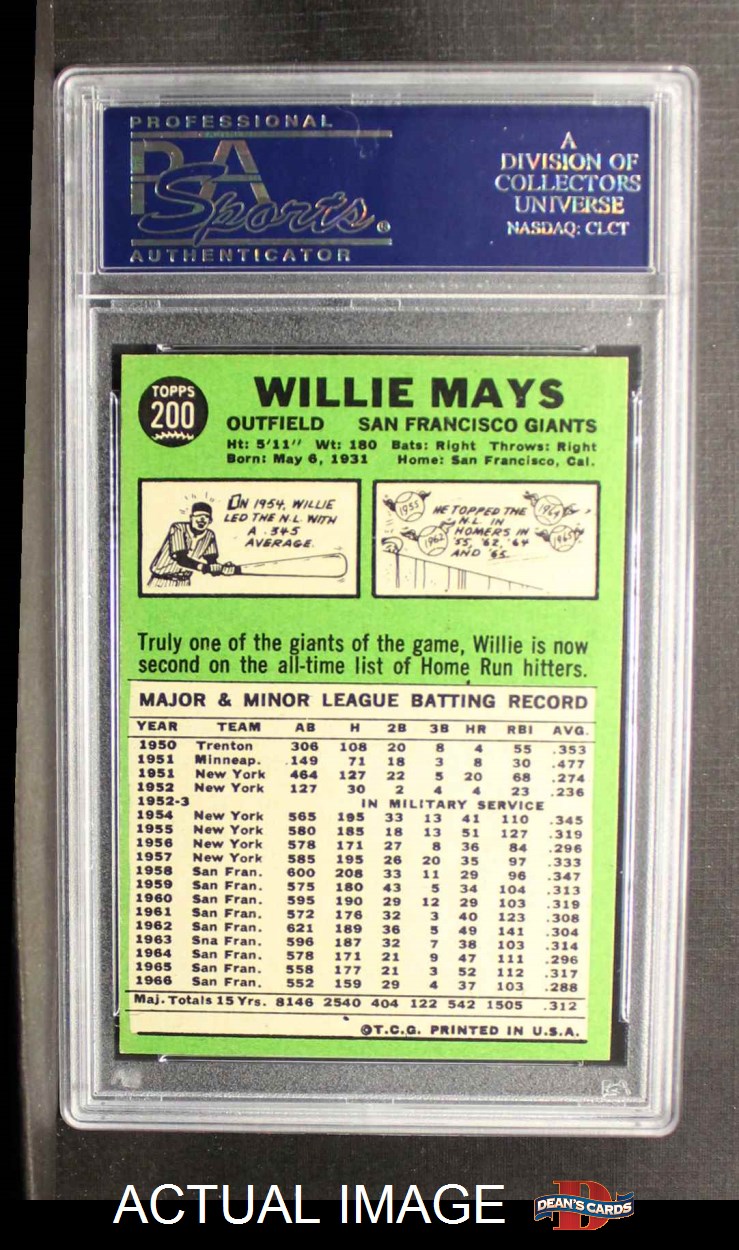 PROFESSIONAL
PSA
Sports®
AUTHENTICATOR
A
DIVISION OF
COLLECTORS
UNIVERSE
NASDAQ: CLCT
TOPPS
200
WILLIE MAYS
OUTFIELD SAN FRANCISCO GIANTS
Ht: 5'11" Wt: 180 Bats: Right Throws: Right
Born: May 6, 1931 Home: San Francisco, Cal.
IN 1954, WILLIE
LED THE N.L. WITH
A .345
AVERAGE.
1955
HE TOPPED THE
N.L. IN
HOMERS IN
'55, '62, '64
AND '65.
1964
1962
1965
Truly one of the giants of the game, Willie is now
second on the all-time list of Home Run hitters.
MAJOR & MINOR LEAGUE BATTING RECORD
YEAR TEAM AB H 2B 3B HR RBI AVG.
1950 Trenton 306 108 20 8 4 55 .353
1951 Minneap. .149 71 18 3 8 30 .477
1951 New York 464 127 22 5 20 68 .274
1952 New York 127 30 2 4 4 23 .236
1952-3 IN MILITARY SERVICE
1954 New York 565 195 33 13 41 110 .345
1955 New York 580 185 18 13 51 127 .319
1956 New York 578 171 27 8 36 84 .296
1957 New York 585 195 26 20 35 97 .333
1958 San Fran. 600 208 33 11 29 96 .347
1959 San Fran. 575 180 43 5 34 104 .313
1960 San Fran. 595 190 29 12 29 103 .319
1961 San Fran. 572 176 32 3 40 123 .308
1962 San Fran. 621 189 36 5 49 141 .304
1963 Sna Fran. 596 187 32 7 38 103 .314
1964 San Fran. 578 171 21 9 47 111 .296
1965 San Fran. 558 177 21 3 52 112 .317
1966 San Fran. 552 159 29 4 37 103 .288
Maj. Totals 15 Yrs. 8146 2540 404 122 542 1505 .312
©T.C.G. PRINTED IN U.S.A.
ACTUAL IMAGE
DEAN'S CARDS